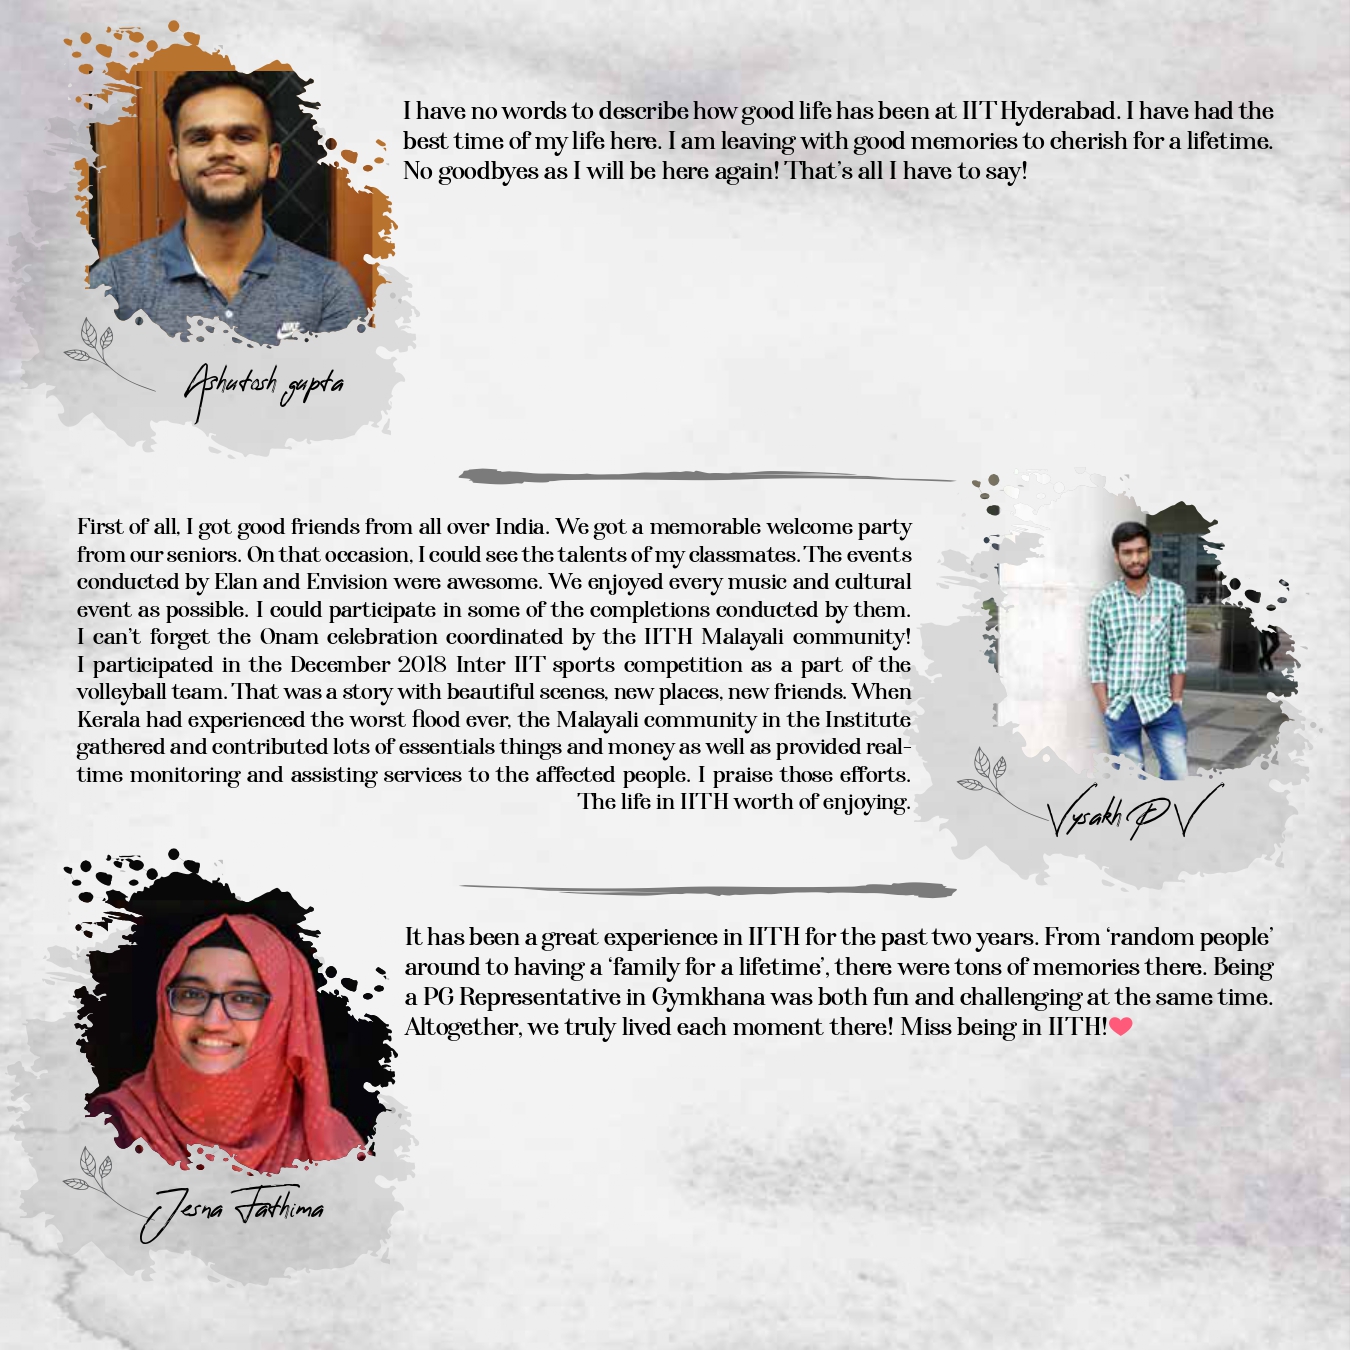 I have no words to describe how good life has been at IIT Hyderabad. I have had the
best time of my life here. I am leaving with good memories to cherish for a lifetime.
No goodbyes as I will be here again! That's all I have to say!
NIKE
Ashutosh gupta
First of all, I got good friends from all over India. We got a memorable welcome party
from our seniors. On that occasion, I could see the talents of my classmates. The events
conducted by Elan and Envision were awesome. We enjoyed every music and cultural
event as possible. I could participate in some of the completions conducted by them.
I can't forget the Onam celebration coordinated by the IITH Malayali community!
I participated in the December 2018 Inter IIT sports competition as a part of the
volleyball team. That was a story with beautiful scenes, new places, new friends. When
Kerala had experienced the worst flood ever, the Malayali community in the Institute
gathered and contributed lots of essentials things and money as well as provided real-
time monitoring and assisting services to the affected people. I praise those efforts.
The life in IITH worth of enjoying.
Vysakh P V
It has been a great experience in IITH for the past two years. From 'random people'
around to having a 'family for a lifetime', there were tons of memories there. Being
a PG Representative in Gymkhana was both fun and challenging at the same time.
Altogether, we truly lived each moment there! Miss being in IITH!❤
Jesna Fathima